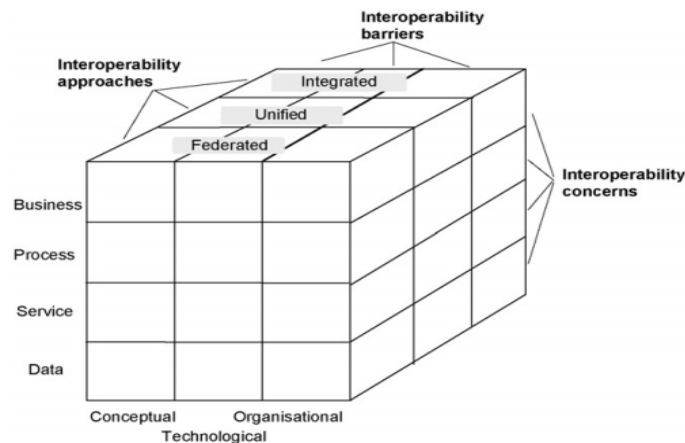 Interoperability
barriers
Interoperability
approaches
Integrated
Unified
Federated
Interoperability
concerns
Business
Process
Service
Data
Conceptual
Organisational
Technological